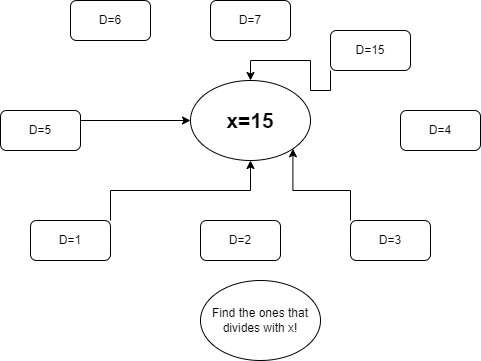 D=6
D=7
D=15
D=5
x=15
D=4
D=1
D=2
D=3
Find the ones that
divides with x!